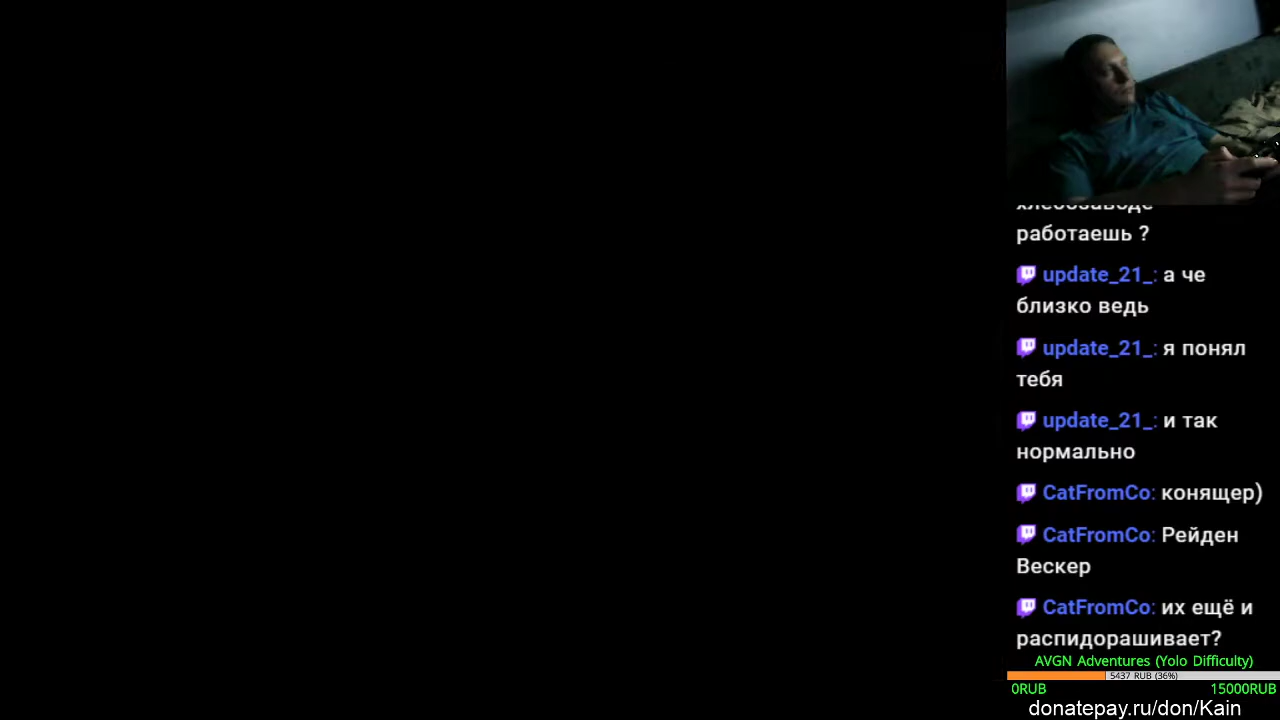 хлебозаводе
работаешь ?
update_21_: а че
близко ведь
update_21_: я понял
тебя
update_21_: и так
нормально
CatFromCo: конящер)
CatFromCo: Рейден
Вескер
CatFromCo: их ещё и
распидорашивает?
AVGN Adventures (Yolo Difficulty)
5437 RUB (36%)
0RUB 15000RUB
donatepay.ru/don/Kain